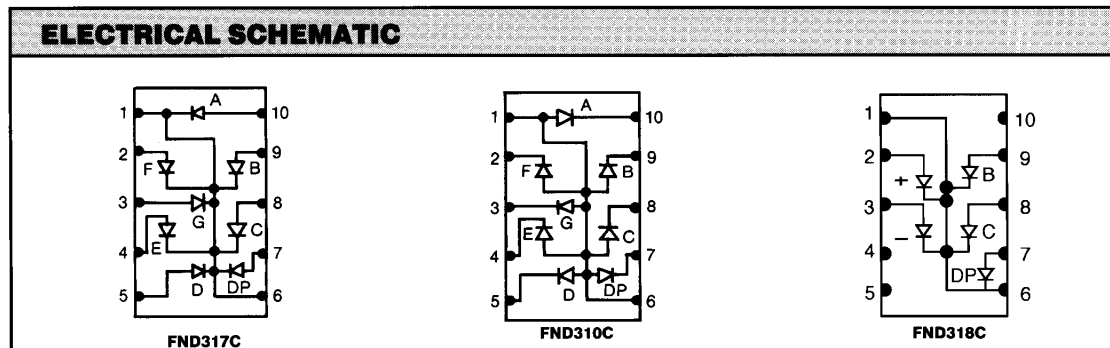 ELECTRICAL SCHEMATIC
1 A 10
2 F B 9
3 G 8
4 E C 7
5 D DP 6
FND317C
1 A 10
2 F B 9
3 G 8
4 E C 7
5 D DP 6
FND310C
1 10
2 + B 9
3 − C 8
4 7
5 DP 6
FND318C